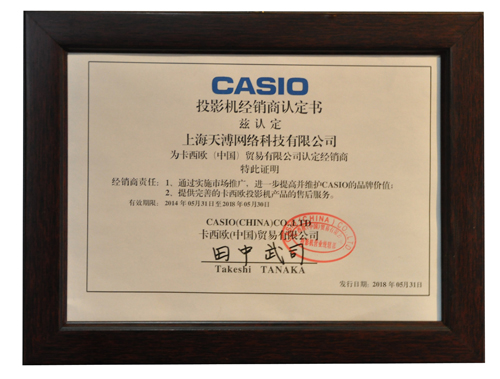 CASIO
投影机经销商认定书
兹 认 定
上海天溥网络科技有限公司
为卡西欧（中国）贸易有限公司认定经销商
特此证明
经销商责任：1、通过实施市场推广，进一步提高并维护CASIO的品牌价值；
2、提供完善的卡西欧投影机产品的售后服务。
有效期限：2014 年 05月31日至2018 年05月30日
CASIO(CHINA)CO.,LTD
卡西欧(中国)贸易有限公司
田中武司
Takeshi TANAKA
发行日期：2018 年 05月31日